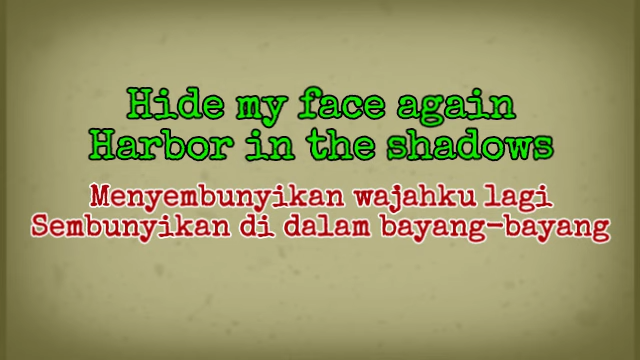 Hide my face again
Harbor in the shadows
Menyembunyikan wajahku lagi
Sembunyikan di dalam bayang-bayang